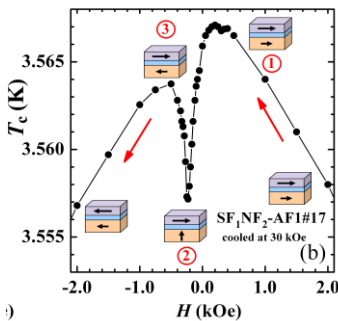 ③
3.565
①
T_c (K)
3.560
SF₁NF₂-AF1#17
3.555
cooled at 30 kOe
(b)
②
-2.0 -1.0 0.0 1.0 2.0
e)
H (kOe)